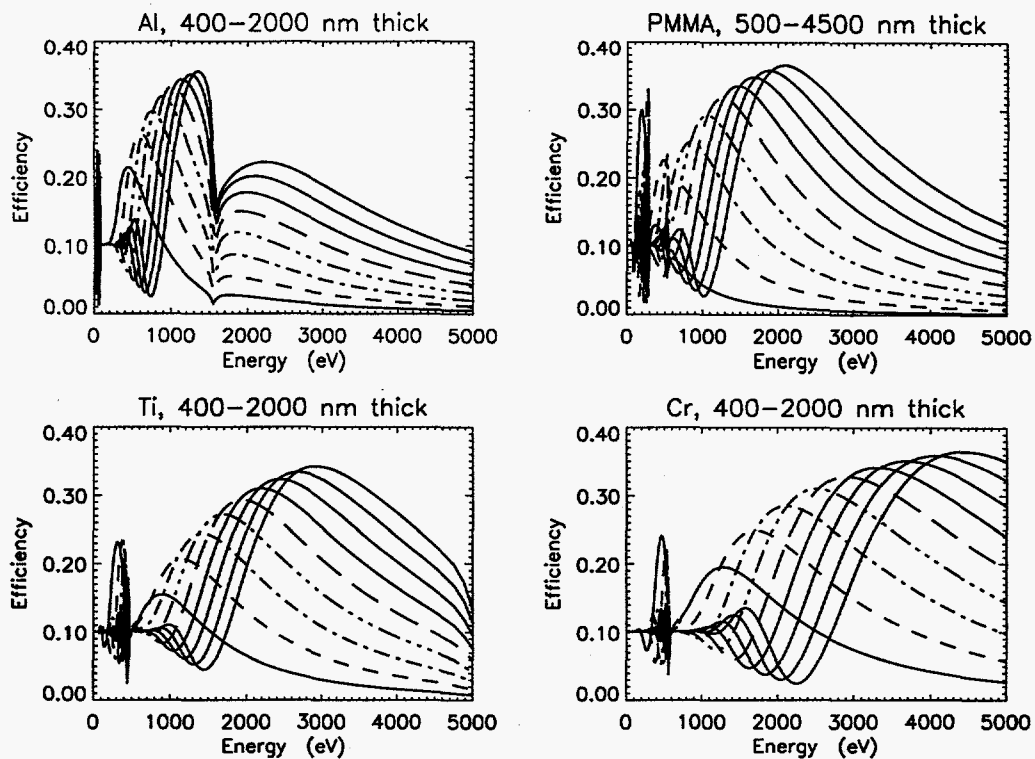 Al, 400–2000 nm thick
0.40
0.30
0.20
0.10
0.00
Efficiency
0 1000 2000 3000 4000 5000
Energy (eV)
PMMA, 500–4500 nm thick
0.40
0.30
0.20
0.10
0.00
Efficiency
0 1000 2000 3000 4000 5000
Energy (eV)
Ti, 400–2000 nm thick
0.40
0.30
0.20
0.10
0.00
Efficiency
0 1000 2000 3000 4000 5000
Energy (eV)
Cr, 400–2000 nm thick
0.40
0.30
0.20
0.10
0.00
Efficiency
0 1000 2000 3000 4000 5000
Energy (eV)